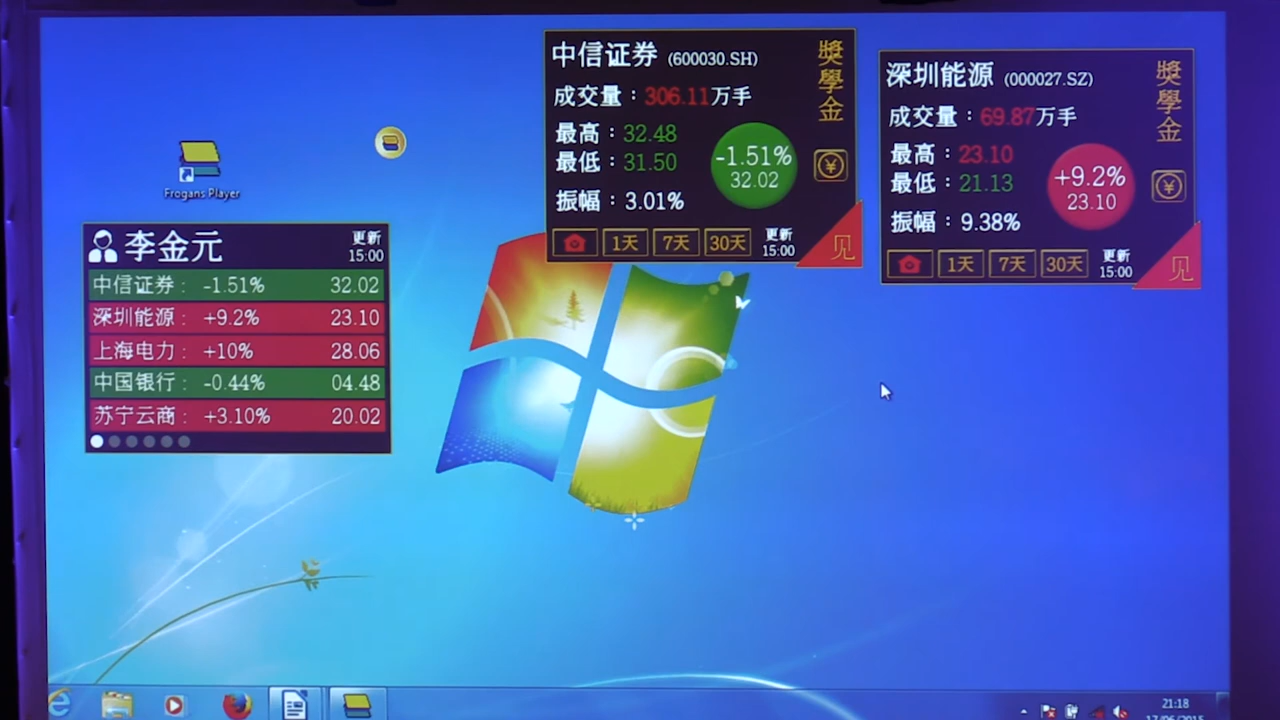 Frogans Player
李金元
更新
15:00
中信证券： -1.51% 32.02
深圳能源： +9.2% 23.10
上海电力： +10% 28.06
中国银行： -0.44% 04.48
苏宁云商： +3.10% 20.02
中信证券 (600030.SH)
成交量：306.11万手
最高：32.48
最低：31.50
振幅：3.01%
-1.51%
32.02
獎學金
¥
1天 7天 30天
更新
15:00
见
深圳能源 (000027.SZ)
成交量：69.87万手
最高：23.10
最低：21.13
振幅：9.38%
+9.2%
23.10
獎學金
¥
1天 7天 30天
更新
15:00
见
21:18
17/06/2015